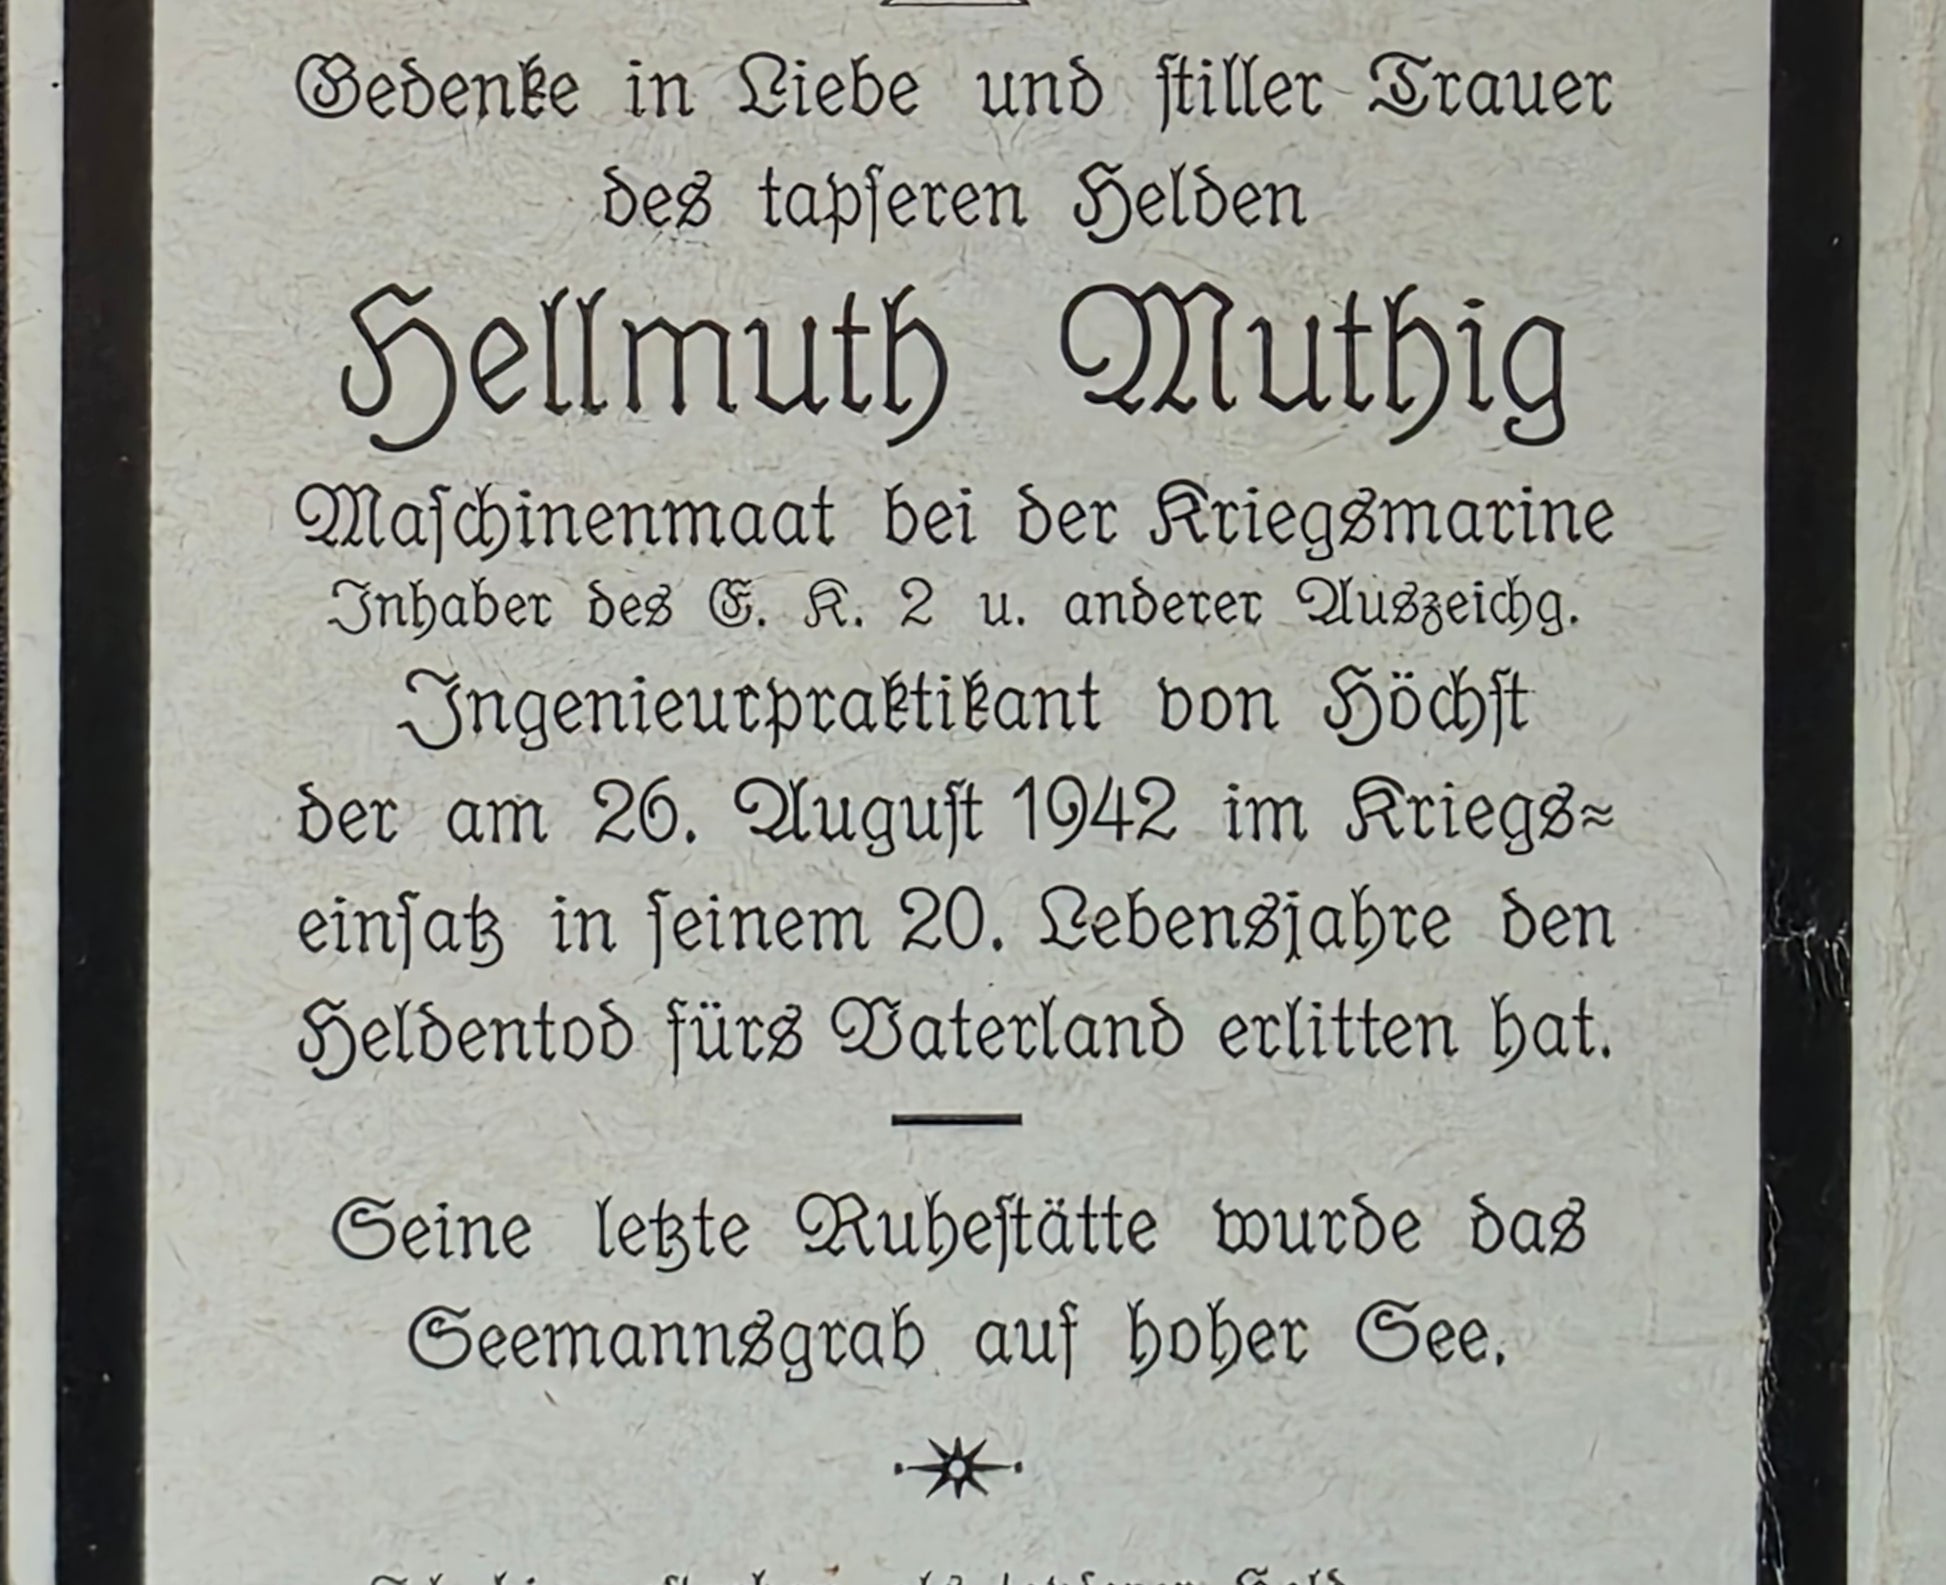 Gedenke in Liebe und stiller Trauer
des tapferen Helden
Hellmuth Muthig
Maschinenmaat bei der Kriegsmarine
Inhaber des E. K. 2 u. anderer Auszeichg.
Ingenieurpraktikant von Höchst
der am 26. August 1942 im Kriegs-
einsatz in seinem 20. Lebensjahre den
Heldentod fürs Vaterland erlitten hat.
Seine letzte Ruhestätte wurde das
Seemannsgrab auf hoher See.